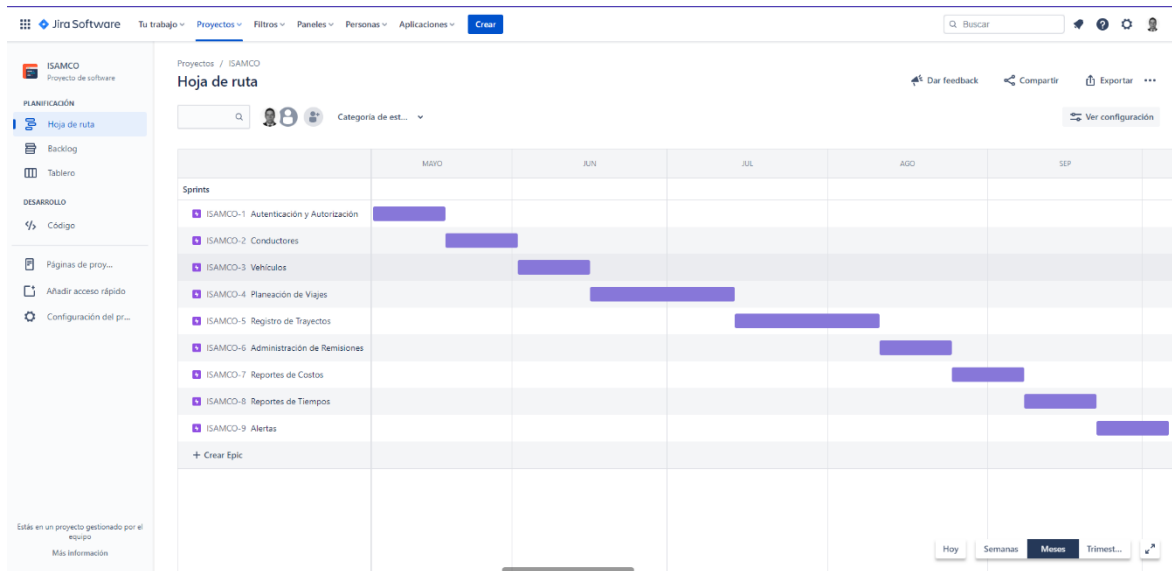 Jira Software Tu trabajo Proyectos Filtros Paneles Personas Aplicaciones Crear Buscar
ISAMCO
Proyecto de software
PLANIFICACIÓN
Hoja de ruta
Backlog
Tablero
DESARROLLO
Código
Páginas de proy...
Añadir acceso rápido
Configuración del pr...
Estás en un proyecto gestionado por el
equipo
Más información
Proyectos / ISAMCO
Hoja de ruta
Dar feedback Compartir Exportar
Categoría de est...
Ver configuración
MAYO JUN JUL AGO SEP
Sprints
ISAMCO-1 Autenticación y Autorización
ISAMCO-2 Conductores
ISAMCO-3 Vehículos
ISAMCO-4 Planeación de Viajes
ISAMCO-5 Registro de Trayectos
ISAMCO-6 Administración de Remisiones
ISAMCO-7 Reportes de Costos
ISAMCO-8 Reportes de Tiempos
ISAMCO-9 Alertas
+ Crear Epic
Hoy Semanas Meses Trimest...